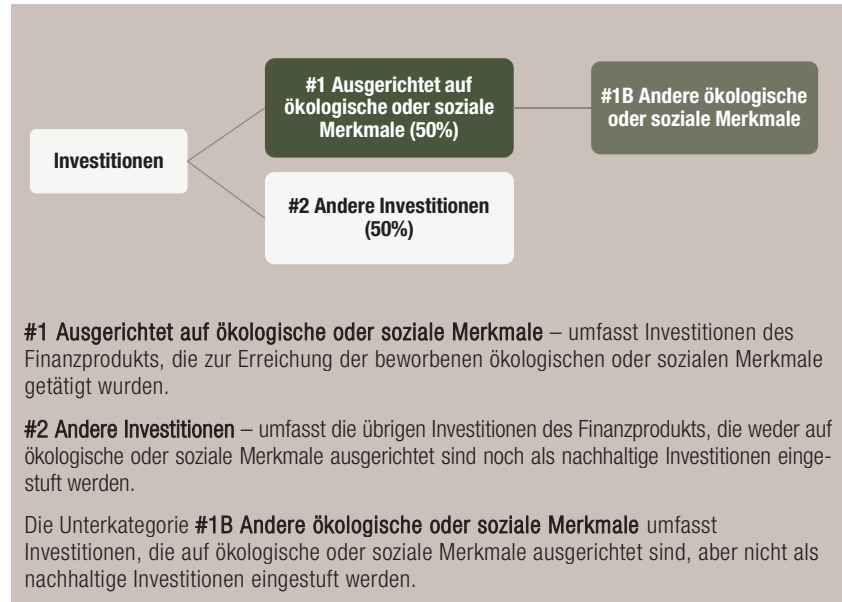 #1 Ausgerichtet auf
ökologische oder soziale
Merkmale (50%)
#1B Andere ökologische
oder soziale Merkmale
Investitionen
#2 Andere Investitionen
(50%)
#1 Ausgerichtet auf ökologische oder soziale Merkmale – umfasst Investitionen des
Finanzprodukts, die zur Erreichung der beworbenen ökologischen oder sozialen Merkmale
getätigt wurden.
#2 Andere Investitionen – umfasst die übrigen Investitionen des Finanzprodukts, die weder auf
ökologische oder soziale Merkmale ausgerichtet sind noch als nachhaltige Investitionen einge-
stuft werden.
Die Unterkategorie #1B Andere ökologische oder soziale Merkmale umfasst
Investitionen, die auf ökologische oder soziale Merkmale ausgerichtet sind, aber nicht als
nachhaltige Investitionen eingestuft werden.